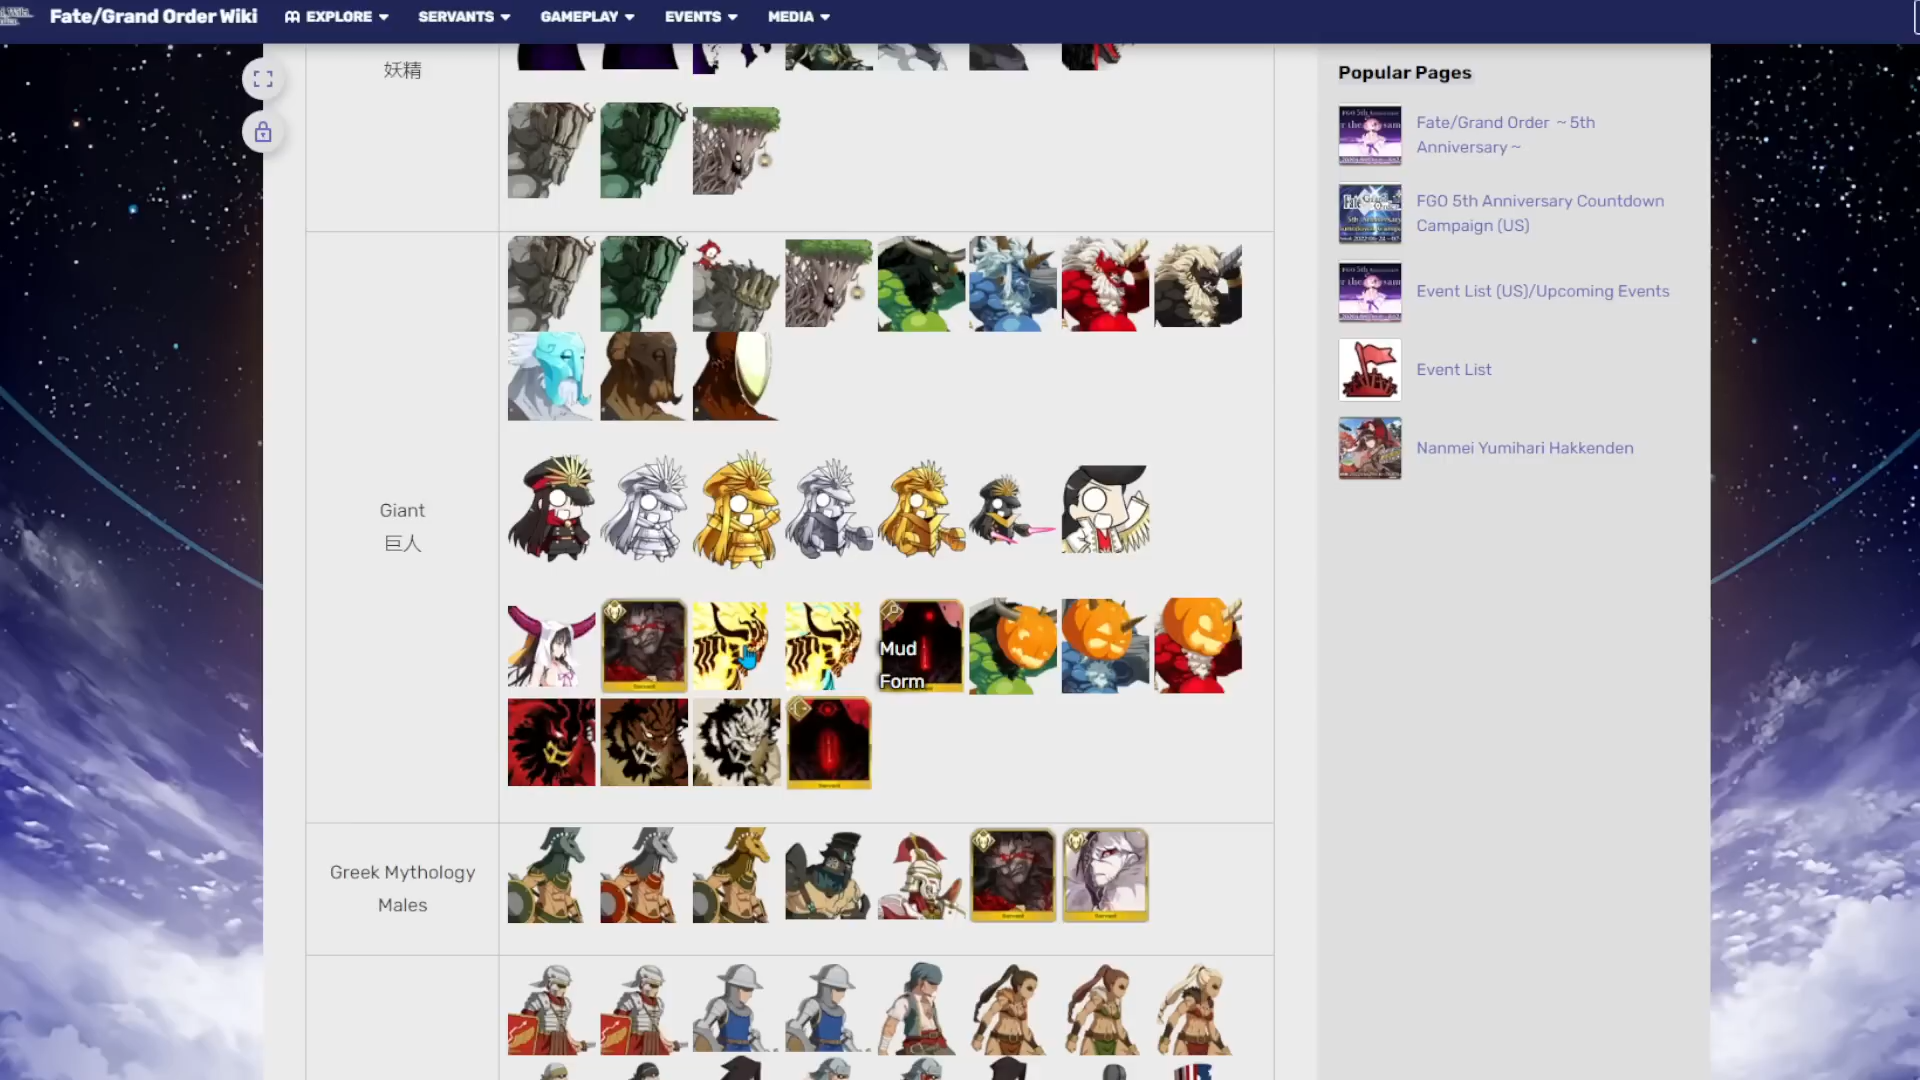 Fate/Grand Order Wiki
EXPLORE
SERVANTS
GAMEPLAY
EVENTS
MEDIA
妖精
Giant
巨人
Mud
Form
Greek Mythology
Males
Popular Pages
Fate/Grand Order ～5th
Anniversary～
FGO 5th Anniversary Countdown
Campaign (US)
Event List (US)/Upcoming Events
Event List
Nanmei Yumihari Hakkenden